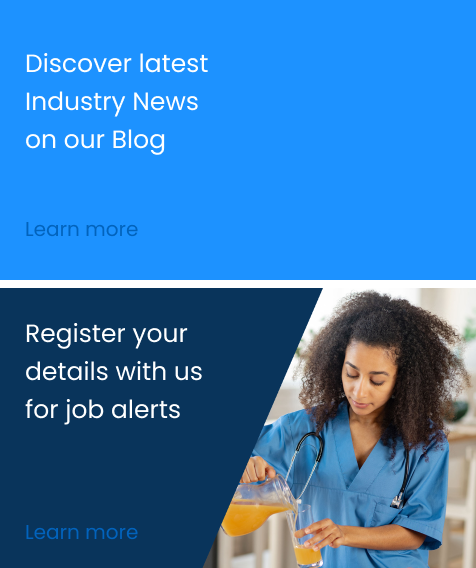 Discover latest
Industry News
on our Blog
Learn more
Register your
details with us
for job alerts
Learn more